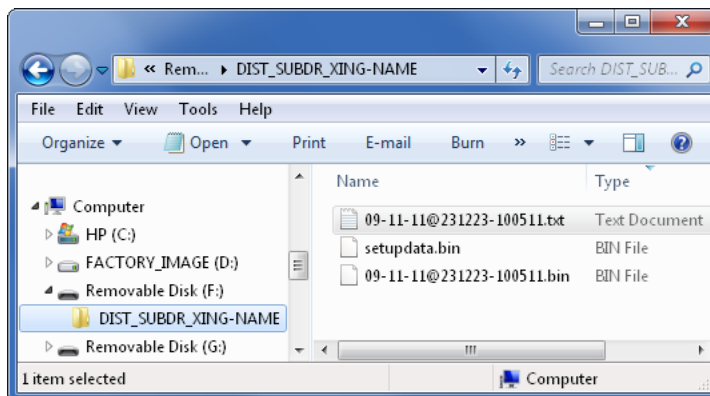 « Rem... ▸ DIST_SUBDR_XING-NAME
Search DIST_SUB...
File Edit View Tools Help
Organize Open Print E-mail Burn »
Name Type
Computer
HP (C:)
FACTORY_IMAGE (D:)
Removable Disk (F:)
DIST_SUBDR_XING-NAME
Removable Disk (G:)
09-11-11@231223-100511.txt Text Document
setupdata.bin BIN File
09-11-11@231223-100511.bin BIN File
1 item selected Computer